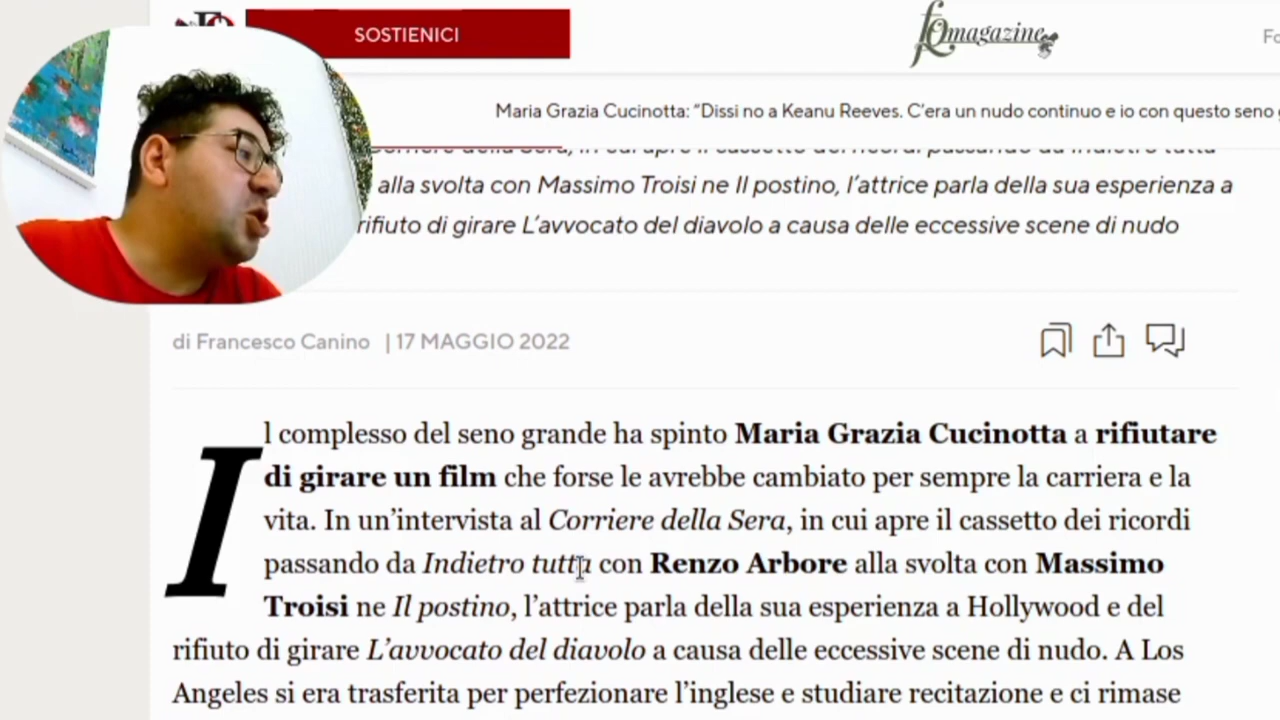 SOSTIENICI
fqmagazine
Maria Grazia Cucinotta: “Dissi no a Keanu Reeves. C’era un nudo continuo e io con questo seno
alla svolta con Massimo Troisi ne Il postino, l’attrice parla della sua esperienza a
rifiuto di girare L’avvocato del diavolo a causa delle eccessive scene di nudo
di Francesco Canino | 17 MAGGIO 2022
Il complesso del seno grande ha spinto Maria Grazia Cucinotta a rifiutare
di girare un film che forse le avrebbe cambiato per sempre la carriera e la
vita. In un’intervista al Corriere della Sera, in cui apre il cassetto dei ricordi
passando da Indietro tutta con Renzo Arbore alla svolta con Massimo
Troisi ne Il postino, l’attrice parla della sua esperienza a Hollywood e del
rifiuto di girare L’avvocato del diavolo a causa delle eccessive scene di nudo. A Los
Angeles si era trasferita per perfezionare l’inglese e studiare recitazione e ci rimase